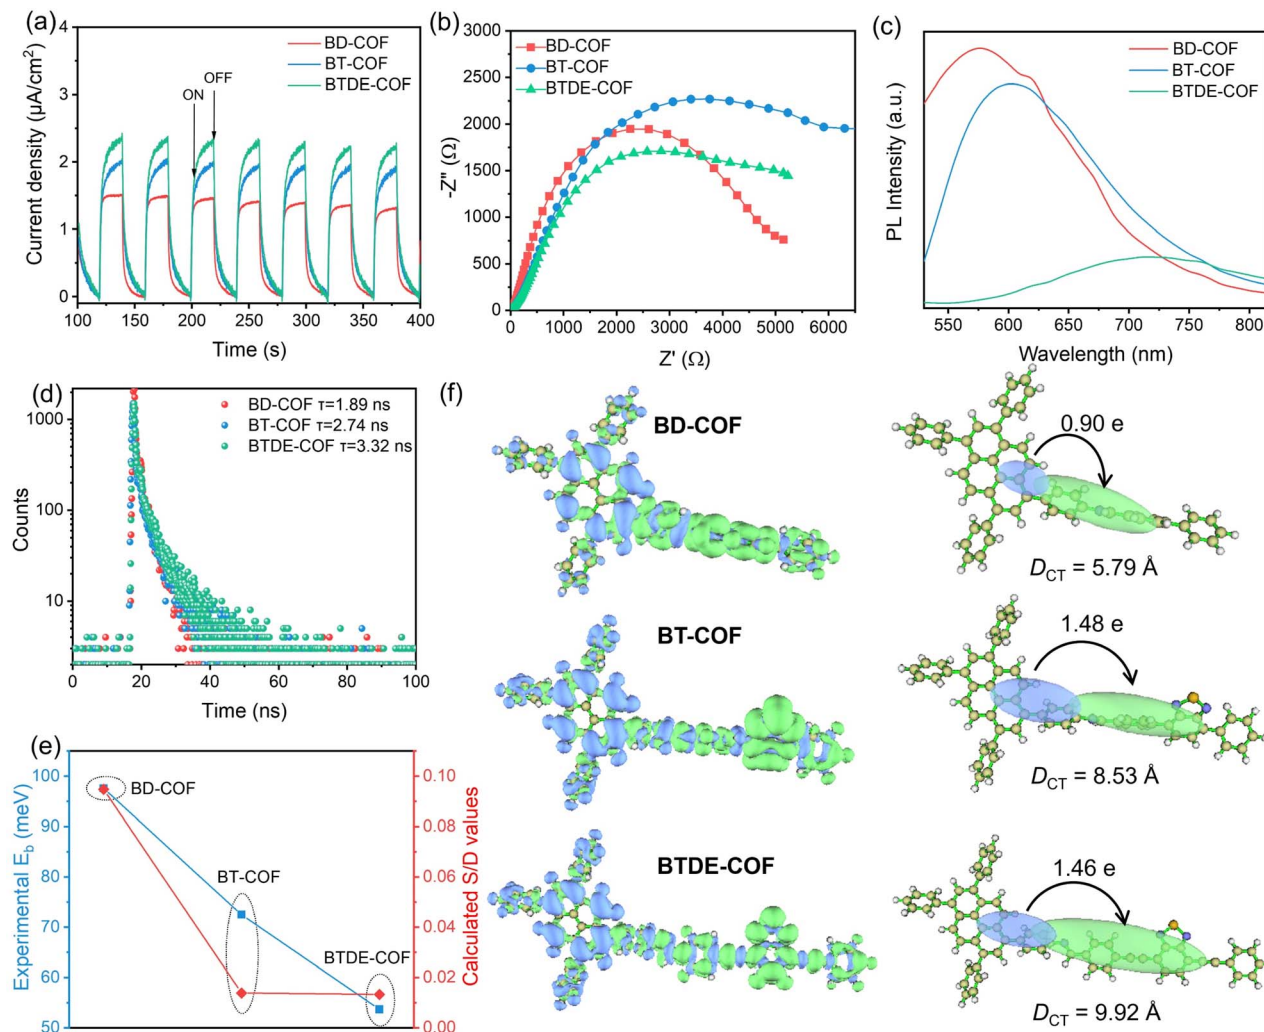 (a)
4
3
2
1
0
Current density (μA/cm²)
BD-COF
BT-COF
BTDE-COF
ON
OFF
100 150 200 250 300 350 400
Time (s)
(b)
3000
2500
2000
1500
1000
500
0
-Z'' (Ω)
BD-COF
BT-COF
BTDE-COF
0 1000 2000 3000 4000 5000 6000
Z' (Ω)
(c)
PL Intensity (a.u.)
BD-COF
BT-COF
BTDE-COF
550 600 650 700 750 800
Wavelength (nm)
(d)
1000
100
10
Counts
BD-COF τ=1.89 ns
BT-COF τ=2.74 ns
BTDE-COF τ=3.32 ns
0 20 40 60 80 100
Time (ns)
(e)
100
90
80
70
60
50
Experimental E_b (meV)
BD-COF
BT-COF
BTDE-COF
0.10
0.08
0.06
0.04
0.02
0.00
Calculated S/D values
(f)
BD-COF
0.90 e
D_CT = 5.79 Å
BT-COF
1.48 e
D_CT = 8.53 Å
BTDE-COF
1.46 e
D_CT = 9.92 Å